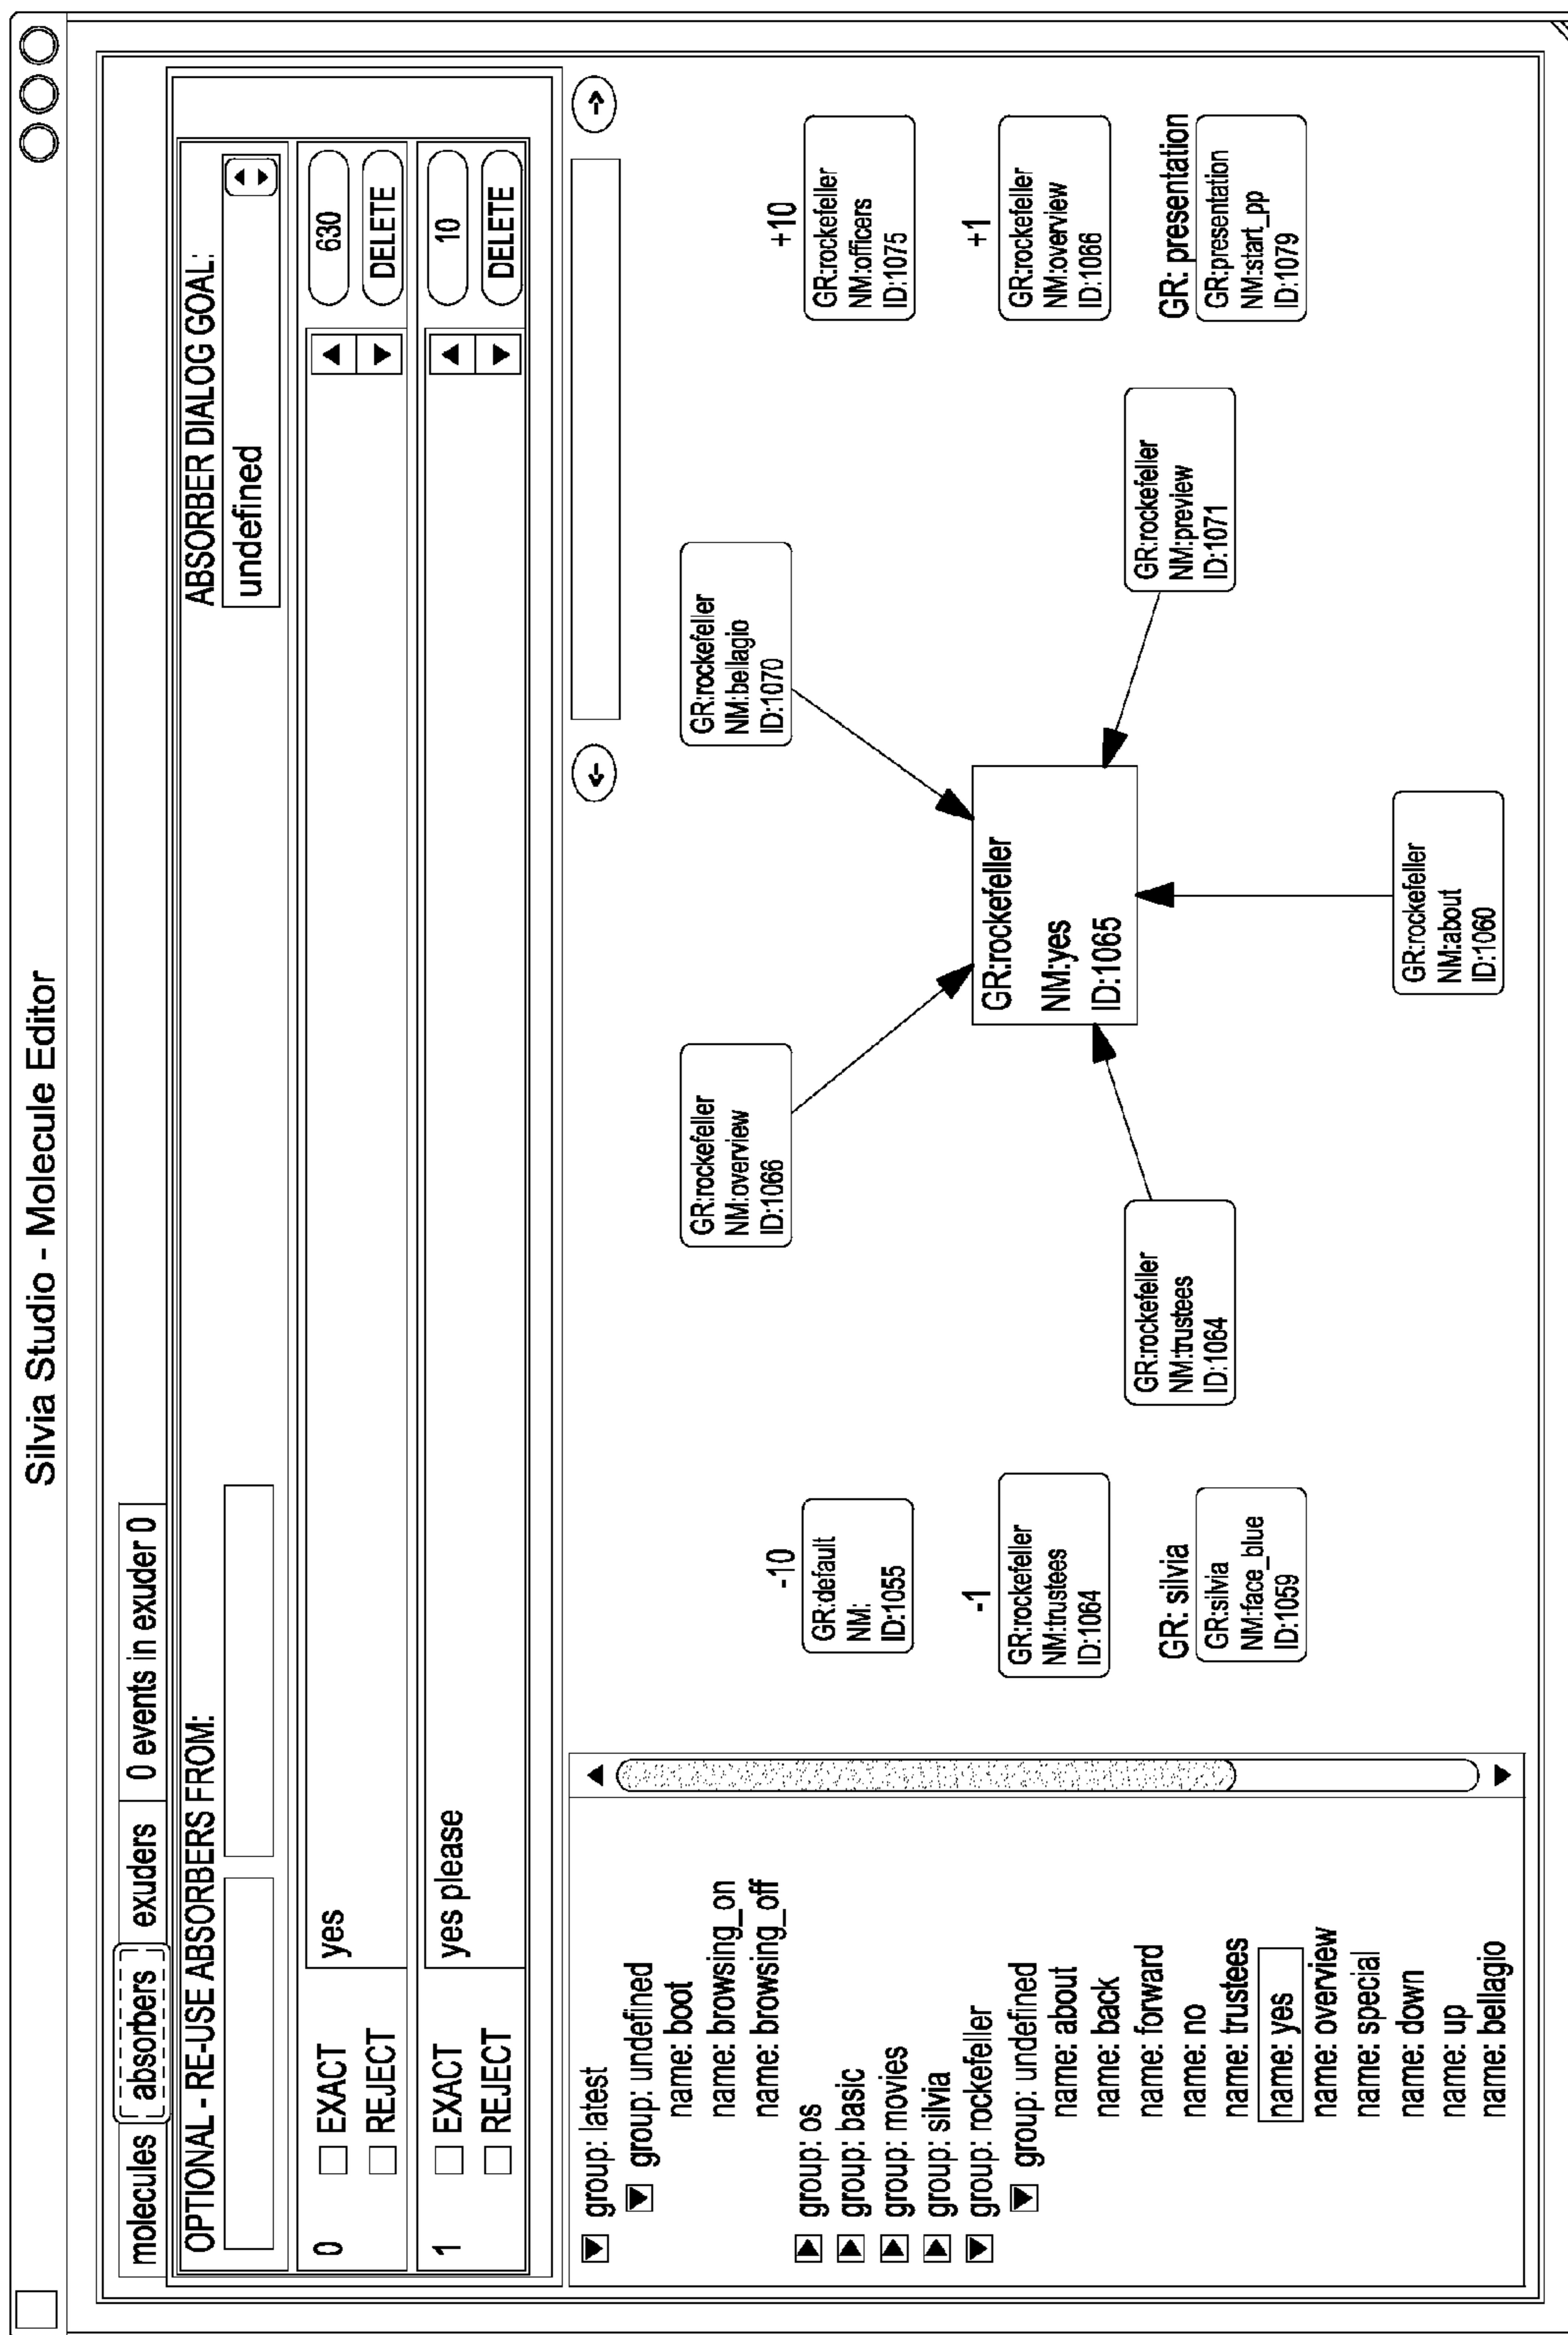 Silvia Studio - Molecule Editor
molecules absorbers exuders 0 events in exuder 0
OPTIONAL - RE-USE ABSORBERS FROM:
ABSORBER DIALOG GOAL:
undefined
0 EXACT yes 630
REJECT DELETE
1 EXACT yes please 10
REJECT DELETE
group: latest
group: undefined
name: boot
name: browsing_on
name: browsing_off
group: os
group: basic
group: movies
group: silvia
group: rockefeller
group: undefined
name: about
name: back
name: forward
name: no
name: trustees
name: yes
name: overview
name: special
name: down
name: up
name: bellagio
<-
->
-10
GR:default
NM:
ID:1055
-1
GR:rockefeller
NM:trustees
ID:1064
GR: silvia
GR:silvia
NM:face_blue
ID:1059
GR:rockefeller
NM:overview
ID:1066
GR:rockefeller
NM:bellagio
ID:1070
GR:rockefeller
NM:yes
ID:1065
GR:rockefeller
NM:trustees
ID:1064
GR:rockefeller
NM:preview
ID:1071
GR:rockefeller
NM:about
ID:1060
+10
GR:rockefeller
NM:officers
ID:1075
+1
GR:rockefeller
NM:overview
ID:1066
GR: presentation
GR:presentation
NM:start_pp
ID:1079